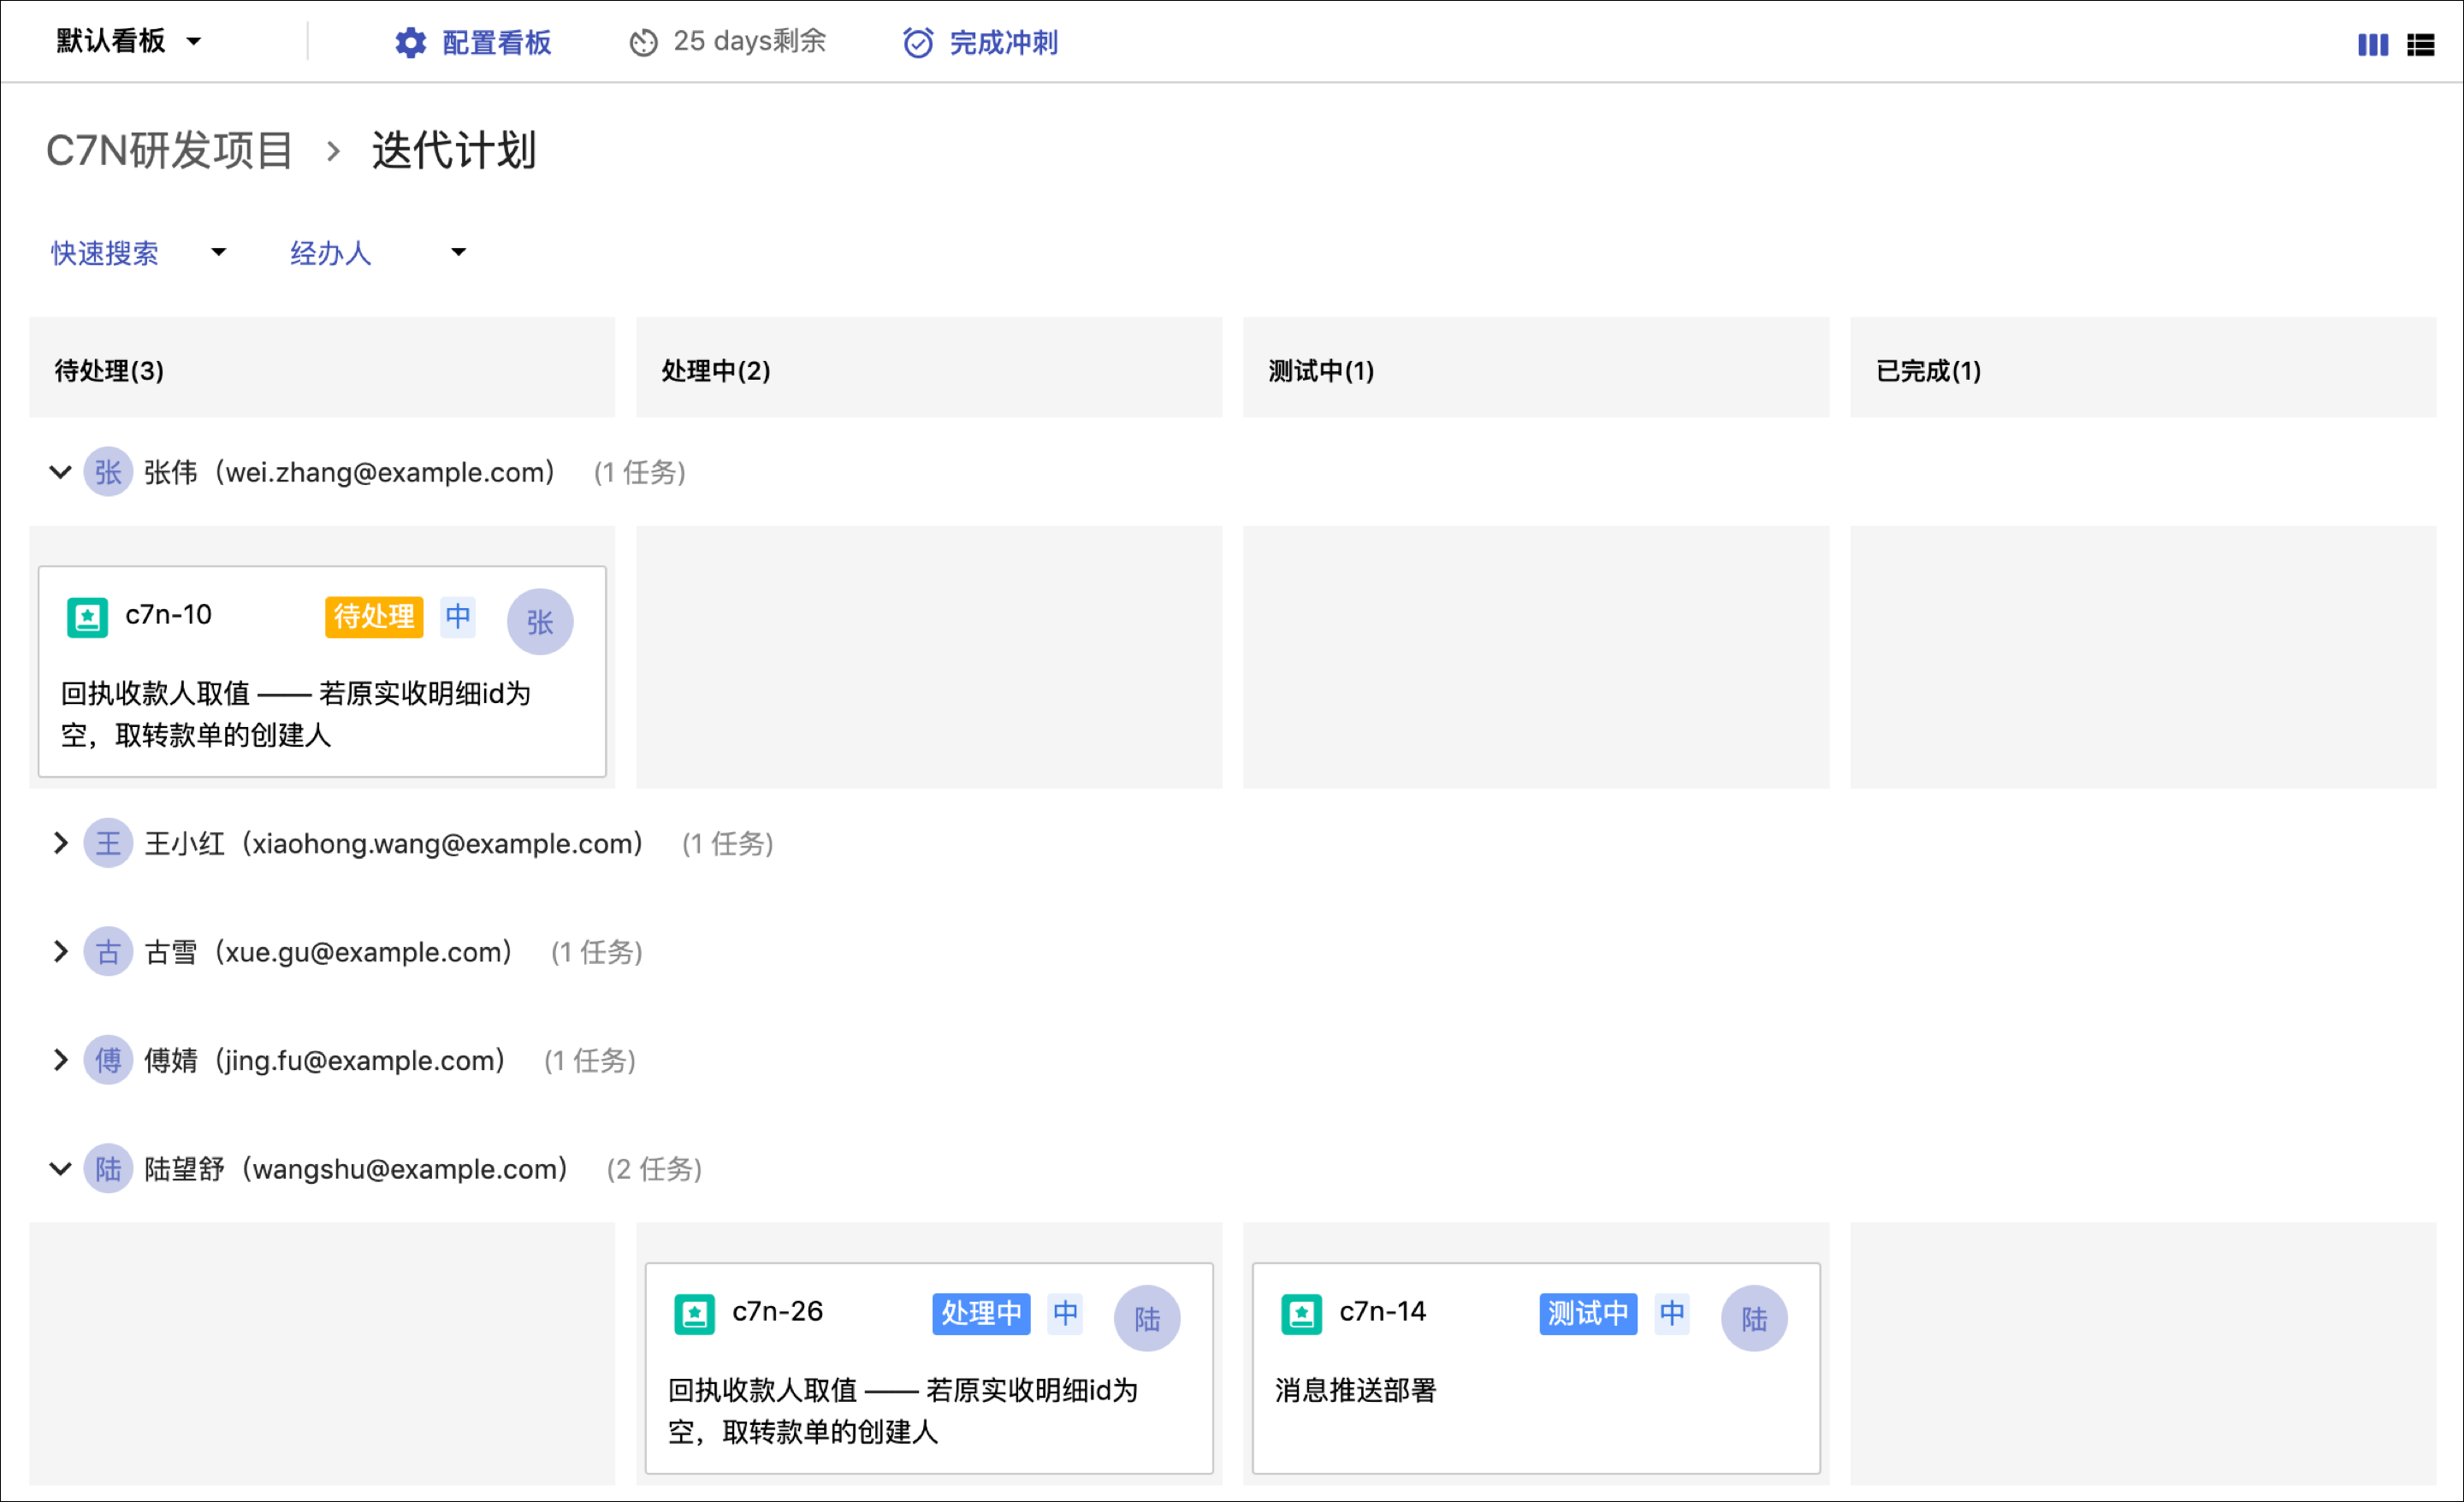 默认看板 配置看板 25 days剩余 完成冲刺
C7N研发项目 > 迭代计划
快速搜索 经办人
待处理(3) 处理中(2) 测试中(1) 已完成(1)
张 张伟（wei.zhang@example.com） (1 任务)
c7n-10 待处理 中 张
回执收款人取值 —— 若原实收明细id为
空，取转款单的创建人
王 王小红（xiaohong.wang@example.com） (1 任务)
古 古雪（xue.gu@example.com） (1 任务)
傅 傅婧（jing.fu@example.com） (1 任务)
陆 陆望舒（wangshu@example.com） (2 任务)
c7n-26 处理中 中 陆
回执收款人取值 —— 若原实收明细id为
空，取转款单的创建人
c7n-14 测试中 中 陆
消息推送部署